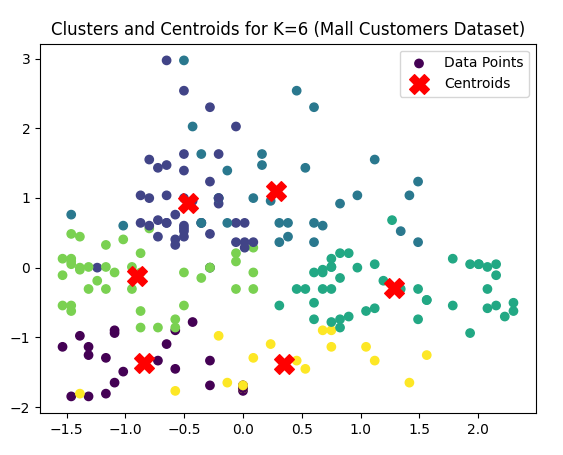 Clusters and Centroids for K=6 (Mall Customers Dataset)
Data Points
Centroids
3
2
1
0
−1
−2
−1.5 −1.0 −0.5 0.0 0.5 1.0 1.5 2.0